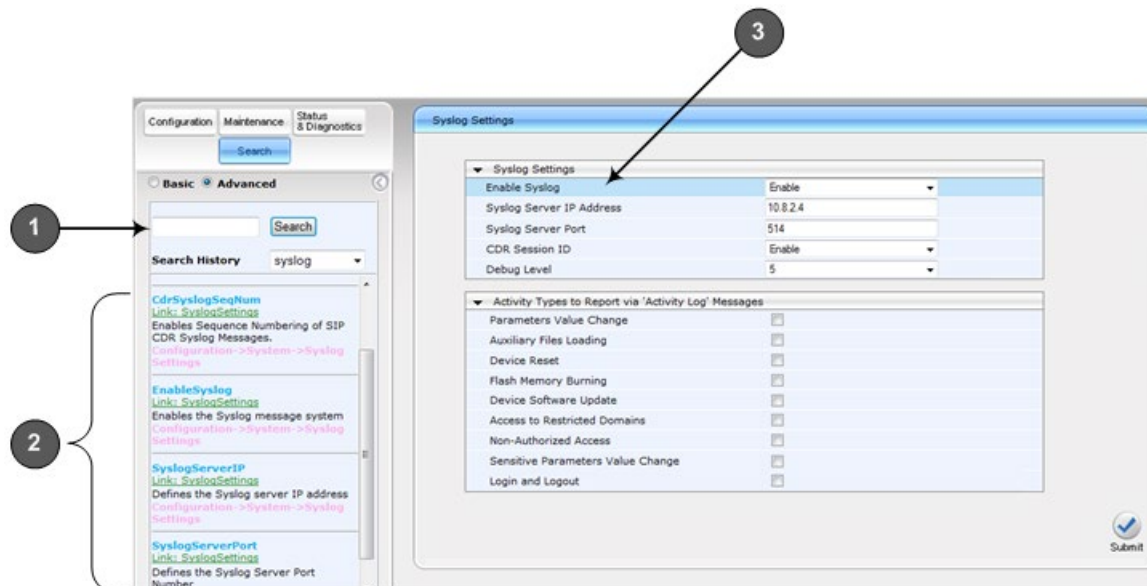 3
Configuration Maintenance Status & Diagnostics
Search
Basic Advanced
1
Search
Search History syslog
2
CdrSyslogSeqNum
Link: SyslogSettings
Enables Sequence Numbering of SIP
CDR Syslog Messages.
Configuration->System->Syslog
Settings
EnableSyslog
Link: SyslogSettings
Enables the Syslog message system
Configuration->System->Syslog
Settings
SyslogServerIP
Link: SyslogSettings
Defines the Syslog server IP address
Configuration->System->Syslog
Settings
SyslogServerPort
Link: SyslogSettings
Defines the Syslog Server Port
Number
Syslog Settings
Syslog Settings
Enable Syslog Enable
Syslog Server IP Address 10.8.2.4
Syslog Server Port 514
CDR Session ID Enable
Debug Level 5
Activity Types to Report via 'Activity Log' Messages
Parameters Value Change
Auxiliary Files Loading
Device Reset
Flash Memory Burning
Device Software Update
Access to Restricted Domains
Non-Authorized Access
Sensitive Parameters Value Change
Login and Logout
Submit